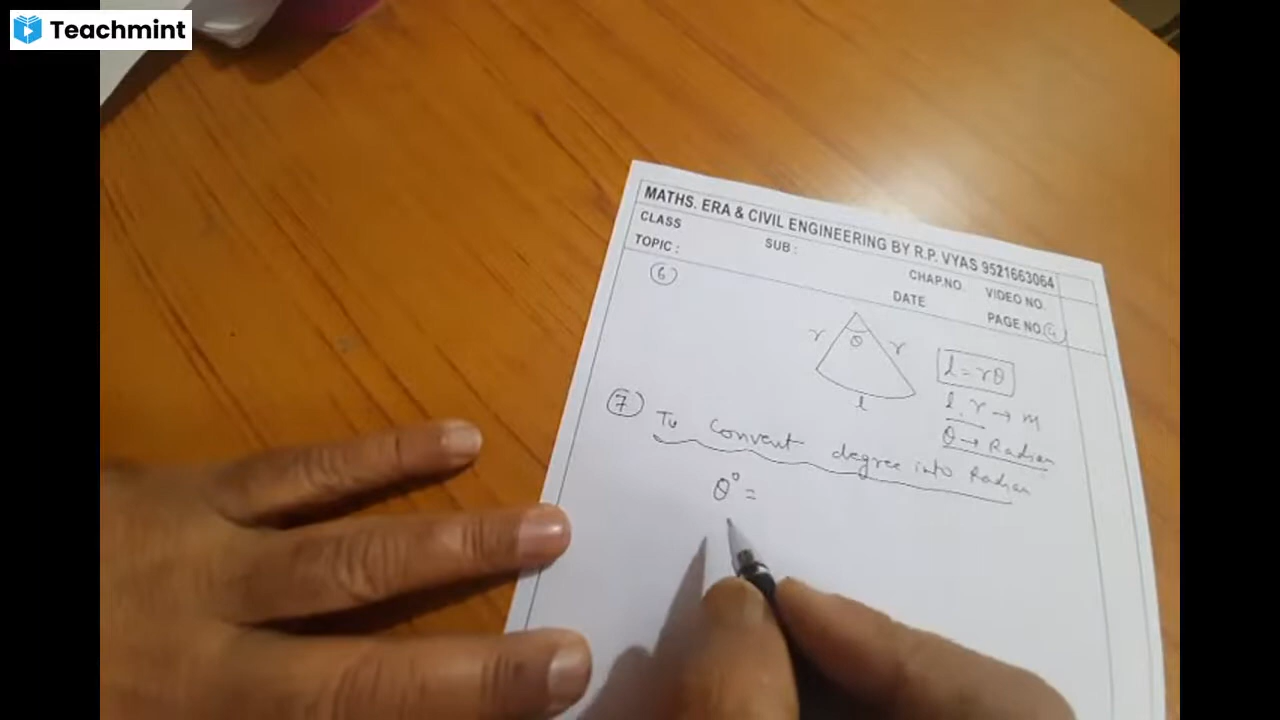 Teachmint
MATHS. ERA & CIVIL ENGINEERING BY R.P. VYAS 9521663064
CLASS
SUB :
CHAP.NO.
VIDEO NO.
TOPIC :
DATE
PAGE NO. 4
6
r θ r
l
l = rθ
l, r → m
θ → Radian
7 To Convert degree into Radian
θ° =